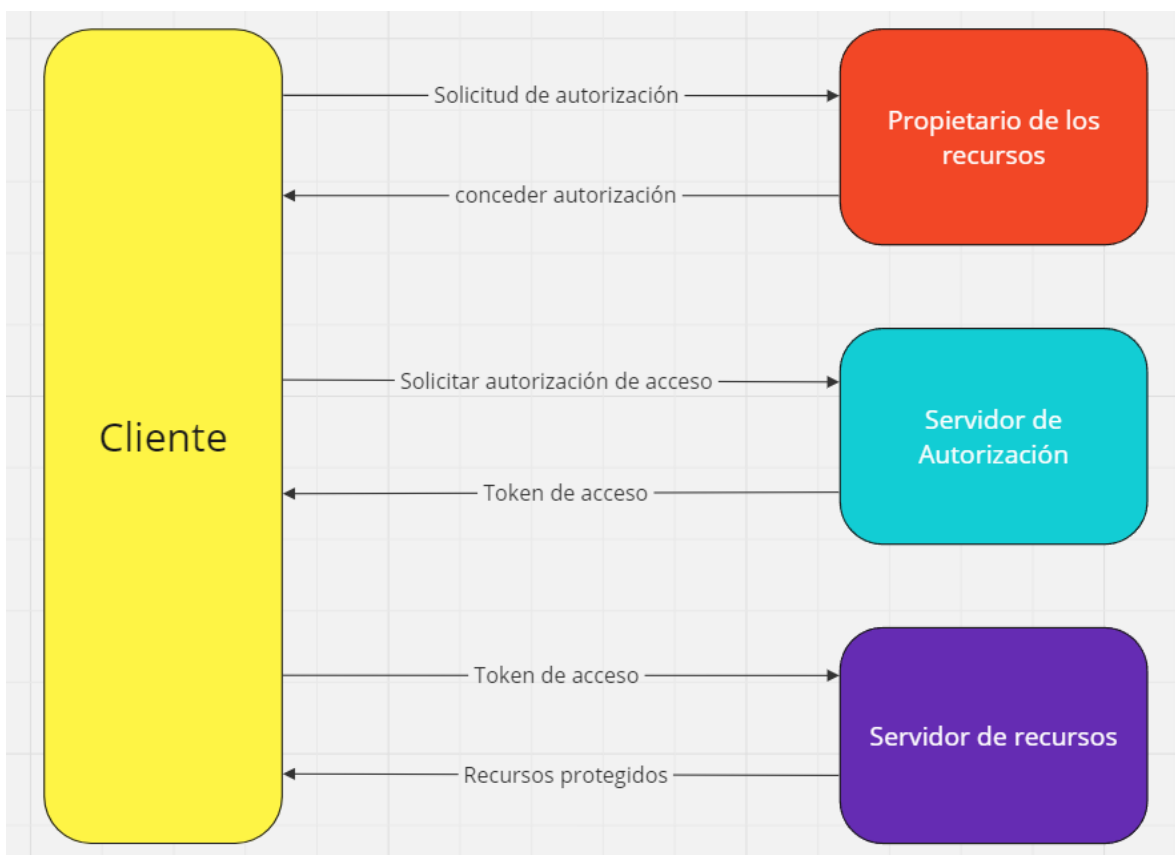 Solicitud de autorización
Propietario de los
recursos
conceder autorización
Cliente
Solicitar autorización de acceso
Servidor de
Autorización
Token de acceso
Token de acceso
Servidor de recursos
Recursos protegidos